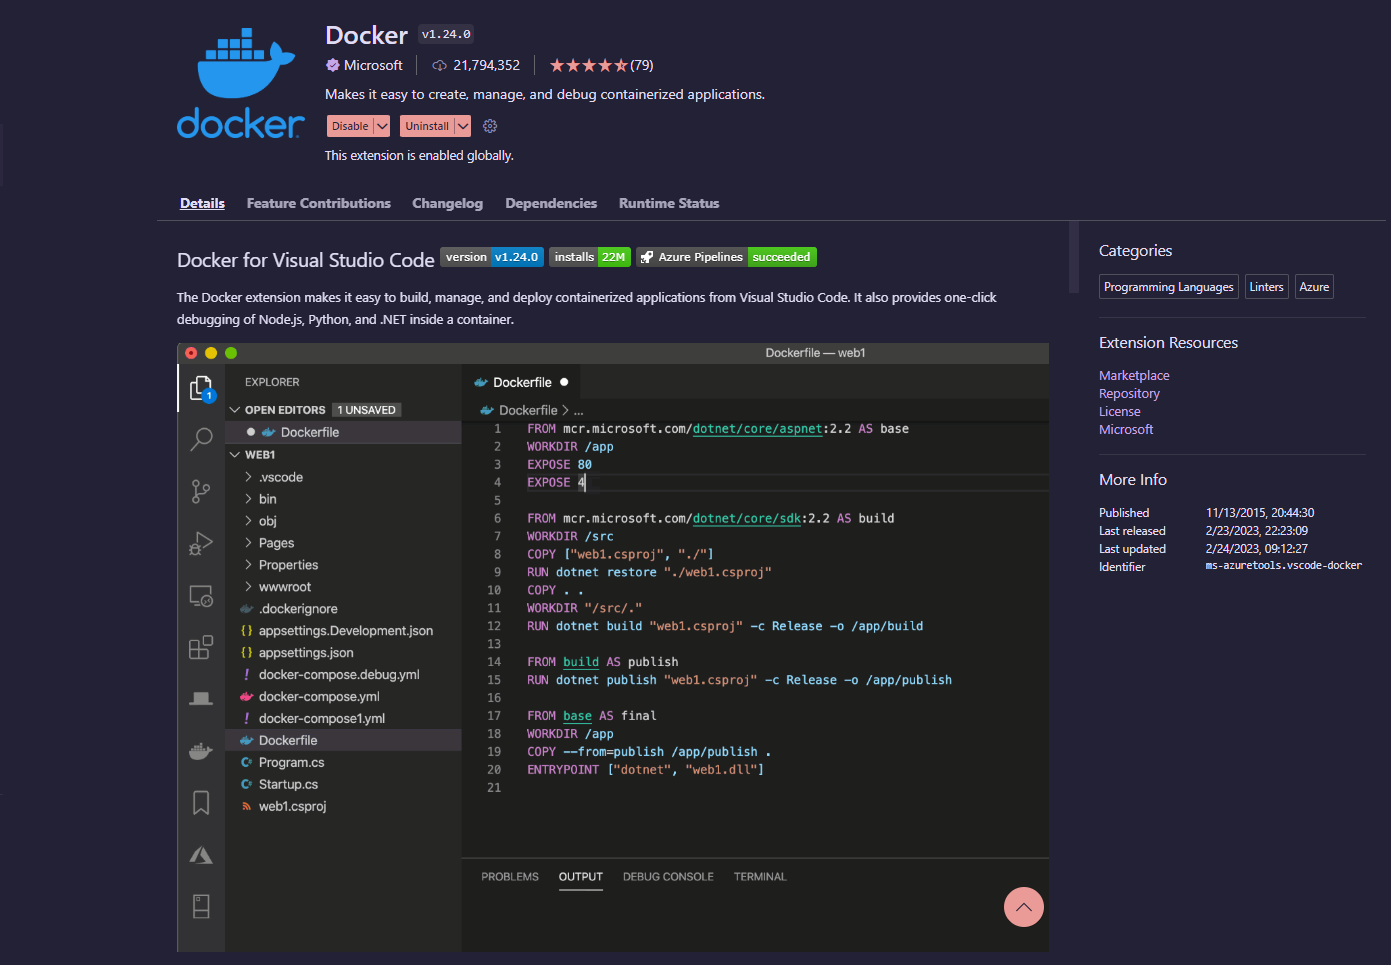 docker
Docker v1.24.0
Microsoft 21,794,352 (79)
Makes it easy to create, manage, and debug containerized applications.
Disable Uninstall
This extension is enabled globally.
Details Feature Contributions Changelog Dependencies Runtime Status
Docker for Visual Studio Code version v1.24.0 installs 22M Azure Pipelines succeeded
The Docker extension makes it easy to build, manage, and deploy containerized applications from Visual Studio Code. It also provides one-click
debugging of Node.js, Python, and .NET inside a container.
Dockerfile — web1
1
EXPLORER
OPEN EDITORS 1 UNSAVED
Dockerfile
WEB1
.vscode
bin
obj
Pages
Properties
wwwroot
.dockerignore
{} appsettings.Development.json
{} appsettings.json
! docker-compose.debug.yml
docker-compose.yml
! docker-compose1.yml
Dockerfile
C# Program.cs
C# Startup.cs
web1.csproj
Dockerfile
Dockerfile > ...
1 FROM mcr.microsoft.com/dotnet/core/aspnet:2.2 AS base
2 WORKDIR /app
3 EXPOSE 80
4 EXPOSE 4
5
6 FROM mcr.microsoft.com/dotnet/core/sdk:2.2 AS build
7 WORKDIR /src
8 COPY ["web1.csproj", "./"]
9 RUN dotnet restore "./web1.csproj"
10 COPY . .
11 WORKDIR "/src/."
12 RUN dotnet build "web1.csproj" -c Release -o /app/build
13
14 FROM build AS publish
15 RUN dotnet publish "web1.csproj" -c Release -o /app/publish
16
17 FROM base AS final
18 WORKDIR /app
19 COPY --from=publish /app/publish .
20 ENTRYPOINT ["dotnet", "web1.dll"]
21
PROBLEMS OUTPUT DEBUG CONSOLE TERMINAL
Categories
Programming Languages Linters Azure
Extension Resources
Marketplace
Repository
License
Microsoft
More Info
Published 11/13/2015, 20:44:30
Last released 2/23/2023, 22:23:09
Last updated 2/24/2023, 09:12:27
Identifier ms-azuretools.vscode-docker